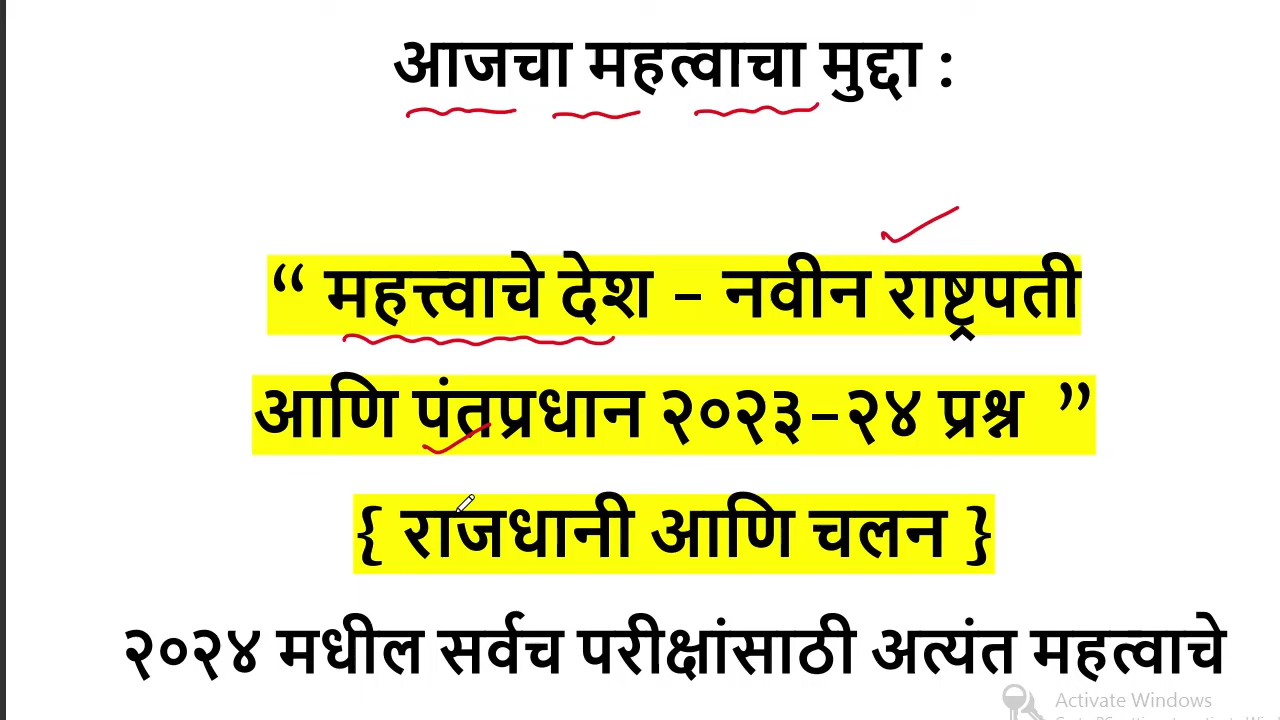 आजचा महत्वाचा मुद्दा :
“ महत्त्वाचे देश – नवीन राष्ट्रपती
आणि पंतप्रधान २०२३–२४ प्रश्न ”
{ राजधानी आणि चलन }
२०२४ मधील सर्वच परीक्षांसाठी अत्यंत महत्वाचे
Activate Windows